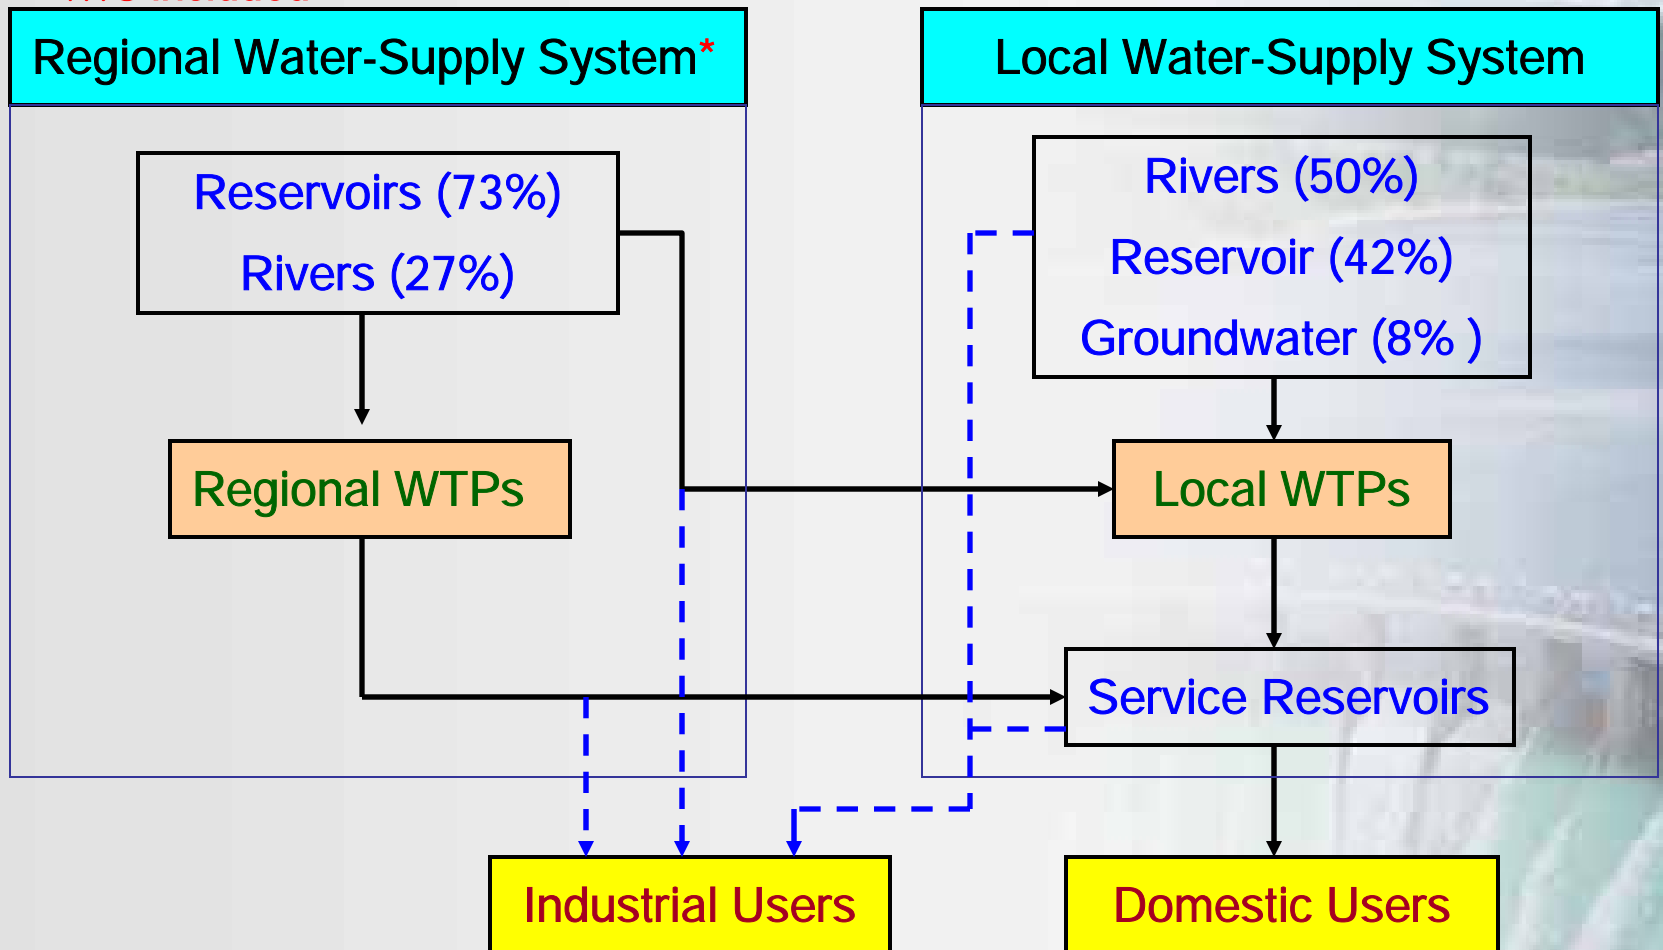 Regional Water-Supply System*
Reservoirs (73%)
Rivers (27%)
Regional WTPs
Local Water-Supply System
Rivers (50%)
Reservoir (42%)
Groundwater (8% )
Local WTPs
Service Reservoirs
Industrial Users
Domestic Users